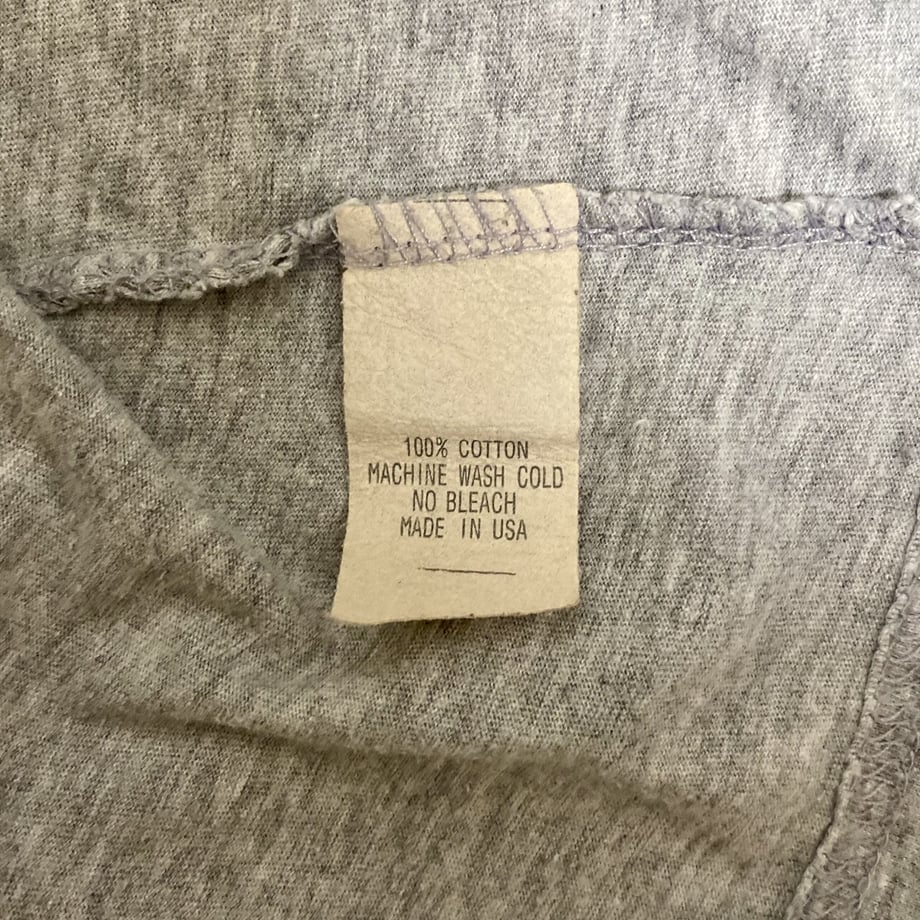 100% COTTON
MACHINE WASH COLD
NO BLEACH
MADE IN USA